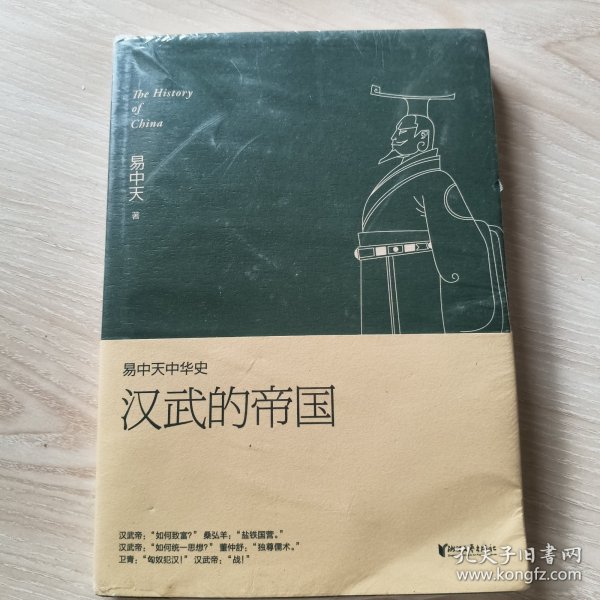 The History
of
China
易中天 著
易中天中华史
汉武的帝国
汉武帝：“如何致富？” 桑弘羊：“盐铁国营。”
汉武帝：“如何统一思想？” 董仲舒：“独尊儒术。”
卫青：“匈奴犯汉！” 汉武帝：“战！”
孔夫子旧书网
www.kongfz.com